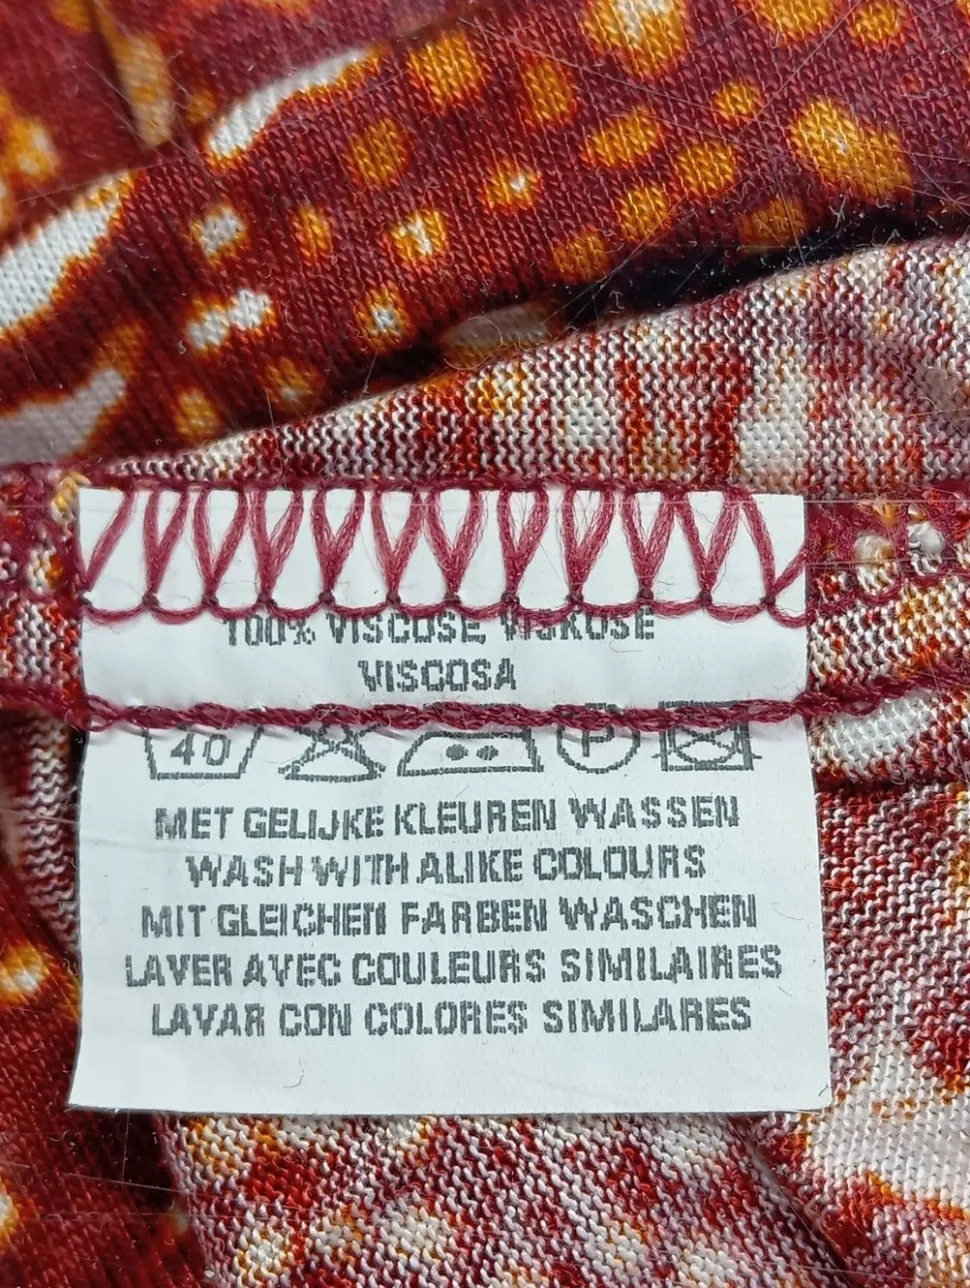 100% VISCOSE, VISKOSE
VISCOSA
40 P
MET GELIJKE KLEUREN WASSEN
WASH WITH ALIKE COLOURS
MIT GLEICHEN FARBEN WASCHEN
LAVER AVEC COULEURS SIMILAIRES
LAVAR CON COLORES SIMILARES